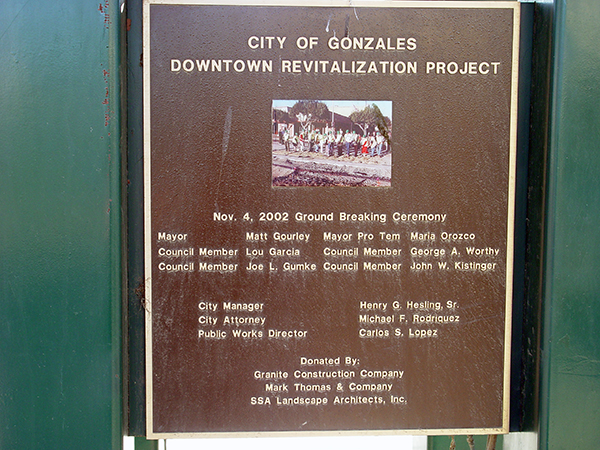 CITY OF GONZALES
DOWNTOWN REVITALIZATION PROJECT
Nov. 4, 2002 Ground Breaking Ceremony
Mayor Matt Gourley Mayor Pro Tem Maria Orozco
Council Member Lou Garcia Council Member George A. Worthy
Council Member Joe L. Gumke Council Member John W. Kistinger
City Manager Henry G. Hesling, Sr.
City Attorney Michael F. Rodriquez
Public Works Director Carlos S. Lopez
Donated By:
Granite Construction Company
Mark Thomas & Company
SSA Landscape Architects, Inc.